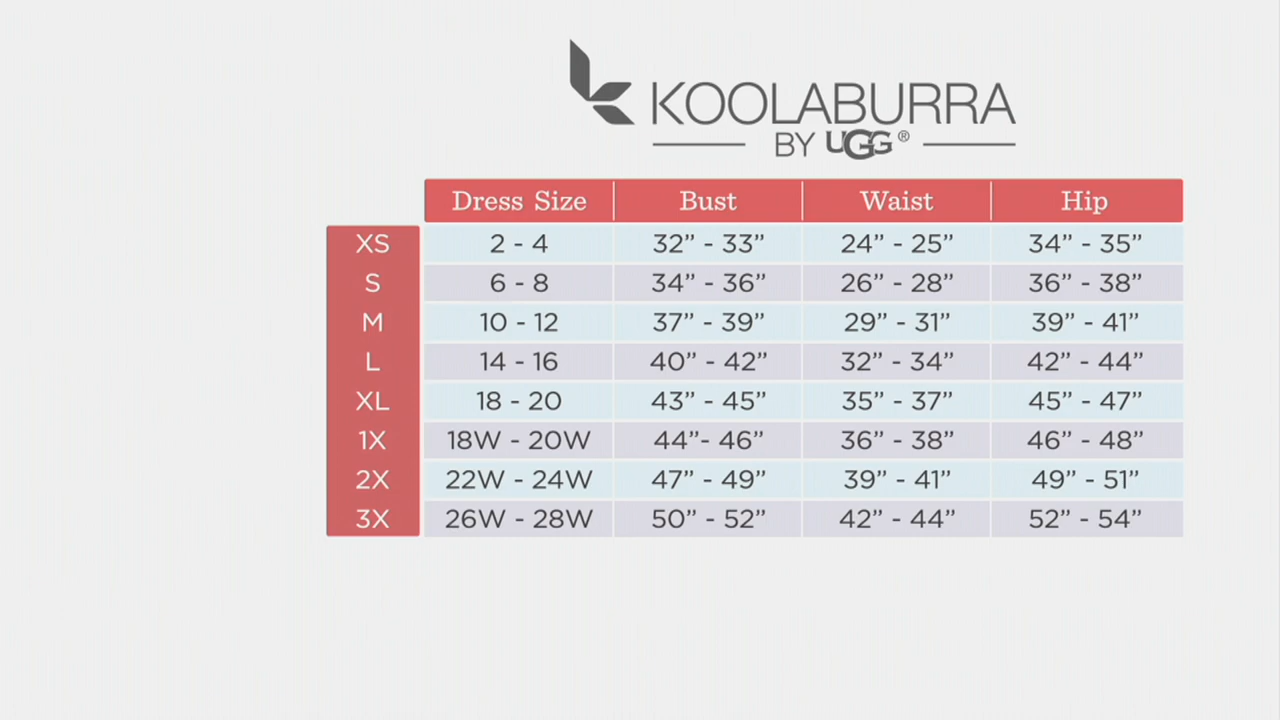 KOOLABURRA
BY UGG®
Dress Size Bust Waist Hip
XS 2 - 4 32” - 33” 24” - 25” 34” - 35”
S 6 - 8 34” - 36” 26” - 28” 36” - 38”
M 10 - 12 37” - 39” 29” - 31” 39” - 41”
L 14 - 16 40” - 42” 32” - 34” 42” - 44”
XL 18 - 20 43” - 45” 35” - 37” 45” - 47”
1X 18W - 20W 44”- 46” 36” - 38” 46” - 48”
2X 22W - 24W 47” - 49” 39” - 41” 49” - 51”
3X 26W - 28W 50” - 52” 42” - 44” 52” - 54”